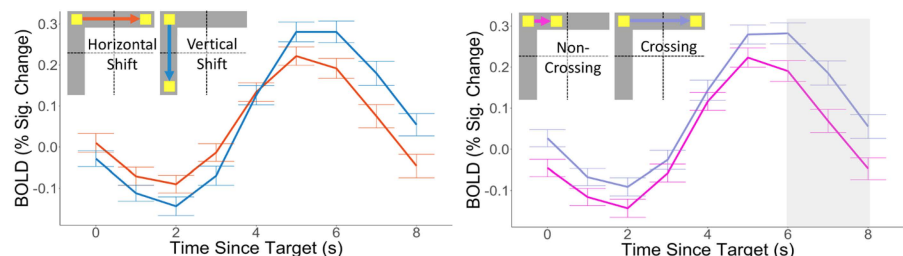 BOLD (% Sig. Change)
0.3
0.2
0.1
0.0
-0.1
Horizontal
Shift
Vertical
Shift
0
2
4
6
8
Time Since Target (s)
BOLD (% Sig. Change)
0.3
0.2
0.1
0.0
-0.1
Non-
Crossing
Crossing
0
2
4
6
8
Time Since Target (s)